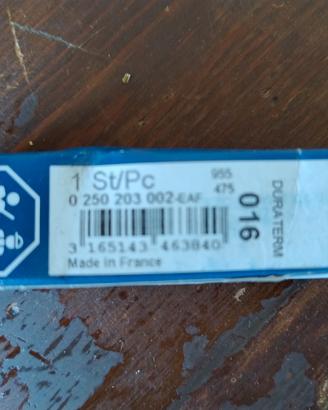 1 St/Pc
955
475
0 250 203 002-EAF
3 165143 463840
Made in France
016
DURATERM